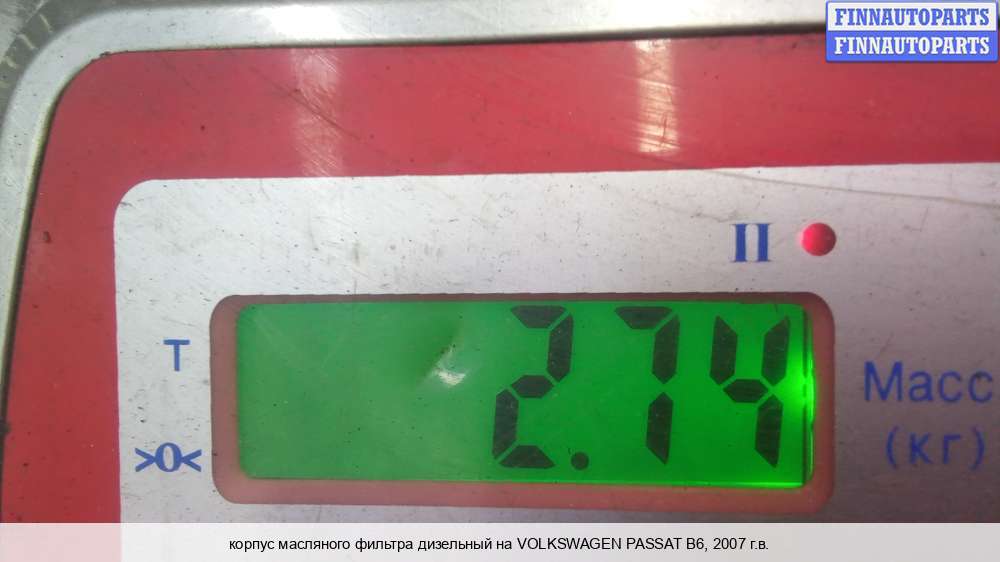 FINNAUTOPARTS
FINNAUTOPARTS
II
T
2.74
Масс
(кг)
>0<
корпус масляного фильтра дизельный на VOLKSWAGEN PASSAT B6, 2007 г.в.